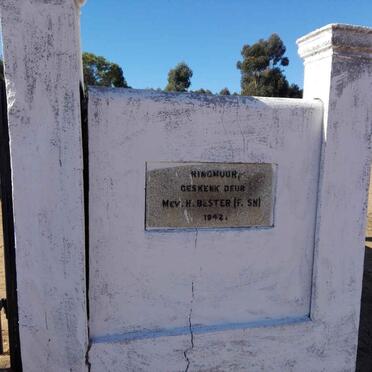 RINGMUUR,
GESKENK DEUR
MEV. H. BESTER (F. SN)
1942.